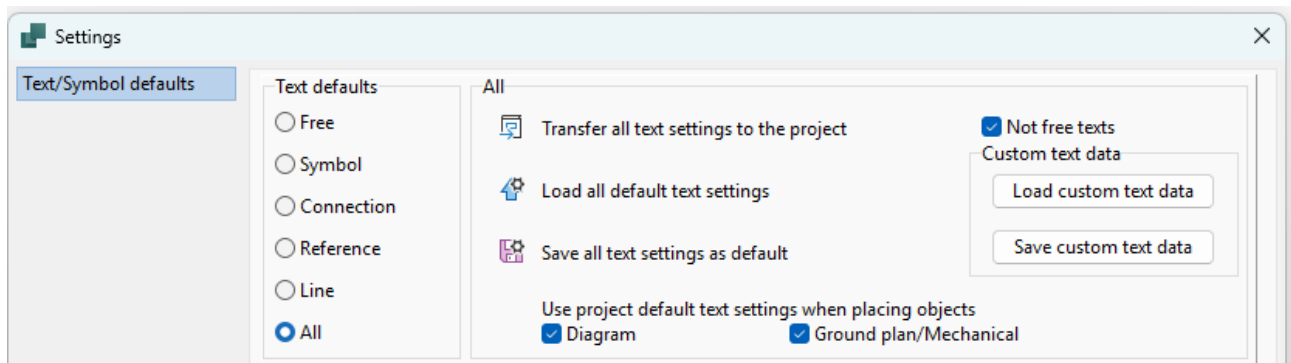 Settings
Text/Symbol defaults
Text defaults
Free
Symbol
Connection
Reference
Line
All
All
Transfer all text settings to the project
Not free texts
Custom text data
Load all default text settings
Load custom text data
Save all text settings as default
Save custom text data
Use project default text settings when placing objects
Diagram
Ground plan/Mechanical